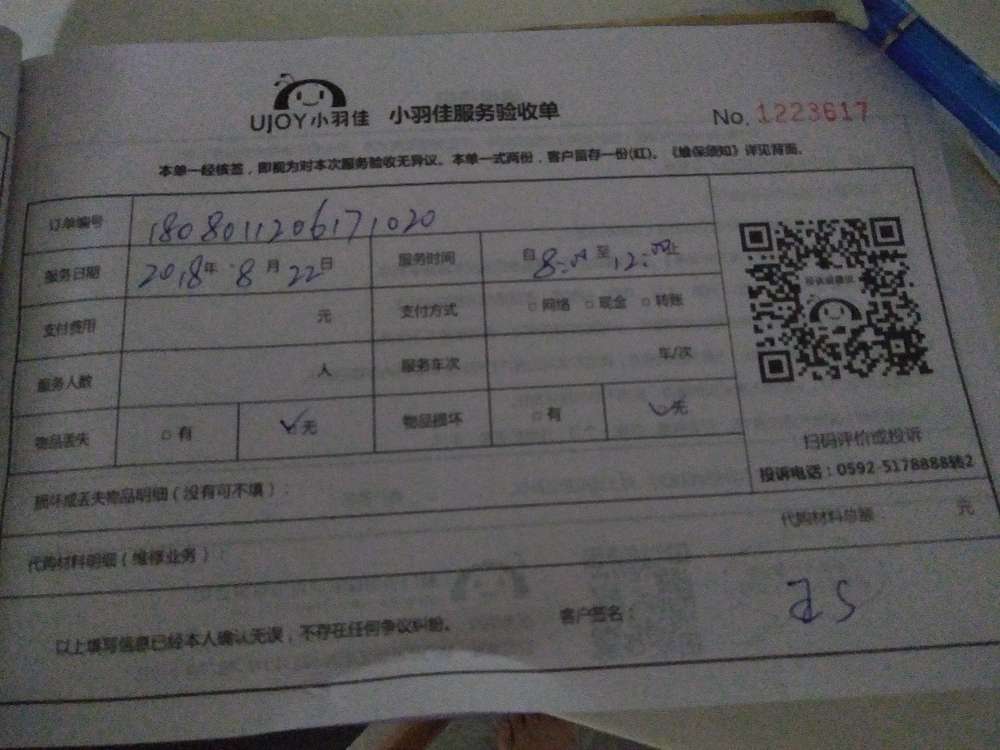 UJOY小羽佳 小羽佳服务验收单 No. 1223617
本单一经核签，即视为对本次服务验收无异议。本单一式两份，客户留存一份(红)。《维保须知》详见背面。
订单编号 1808011206171020
服务日期 2018年 8月 22日 服务时间 自 8:00 至 12:00 止
支付费用 元 支付方式 □ 网络 □ 现金 □ 转账
服务人数 人 服务车次 车/次
物品丢失 □ 有 ✓无 物品损坏 □ 有 ✓无
扫码评价或投诉
投诉电话：0592-5178888转2
损坏或丢失物品明细（没有可不填）：
代购材料明细（维修业务）： 代购材料总额 元
以上填写信息已经本人确认无误，不存在任何争议纠纷。 客户签名：